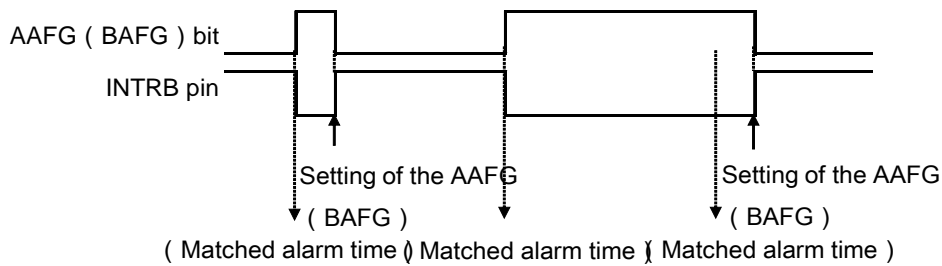 AAFG ( BAFG ) bit
INTRB pin
Setting of the AAFG
( BAFG )
Setting of the AAFG
( BAFG )
( Matched alarm time )
( Matched alarm time )
( Matched alarm time )